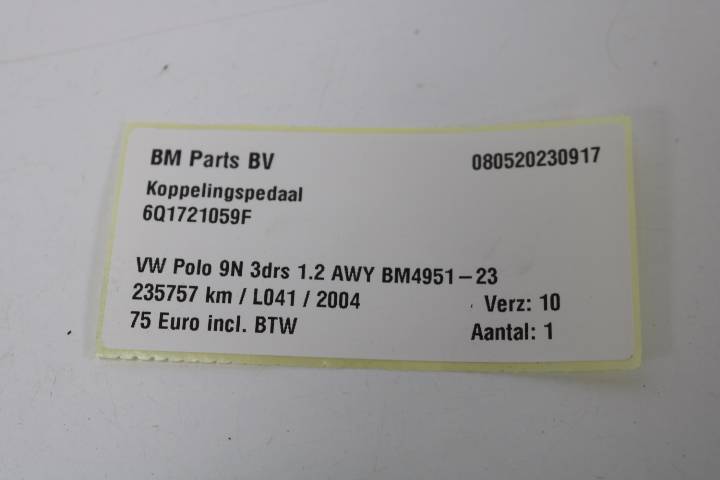 BM Parts BV 080520230917
Koppelingspedaal
6Q1721059F
VW Polo 9N 3drs 1.2 AWY BM4951-23
235757 km / L041 / 2004 Verz: 10
75 Euro incl. BTW Aantal: 1